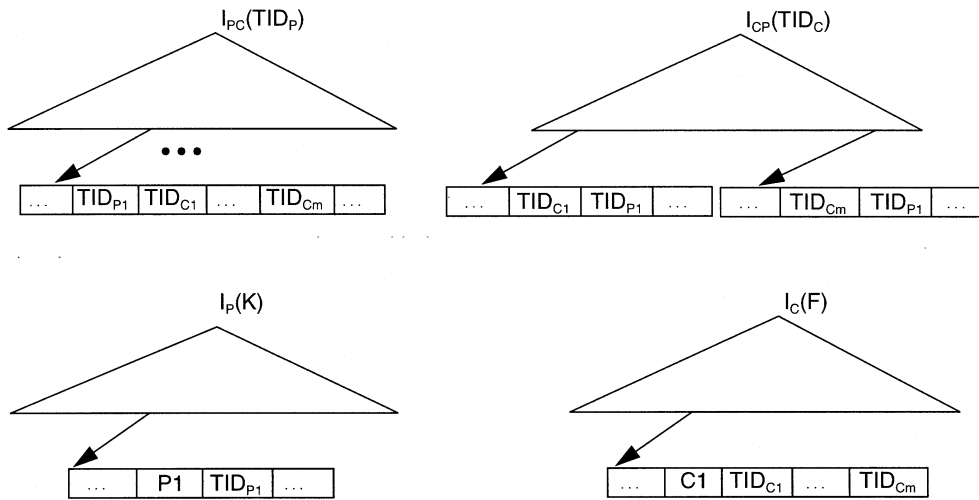 I_PC(TID_P)
I_CP(TID_C)
... TID_P1 TID_C1 ... TID_Cm ...
... TID_C1 TID_P1 ...
... TID_Cm TID_P1 ...
I_P(K)
I_C(F)
... P1 TID_P1 ...
... C1 TID_C1 ... TID_Cm